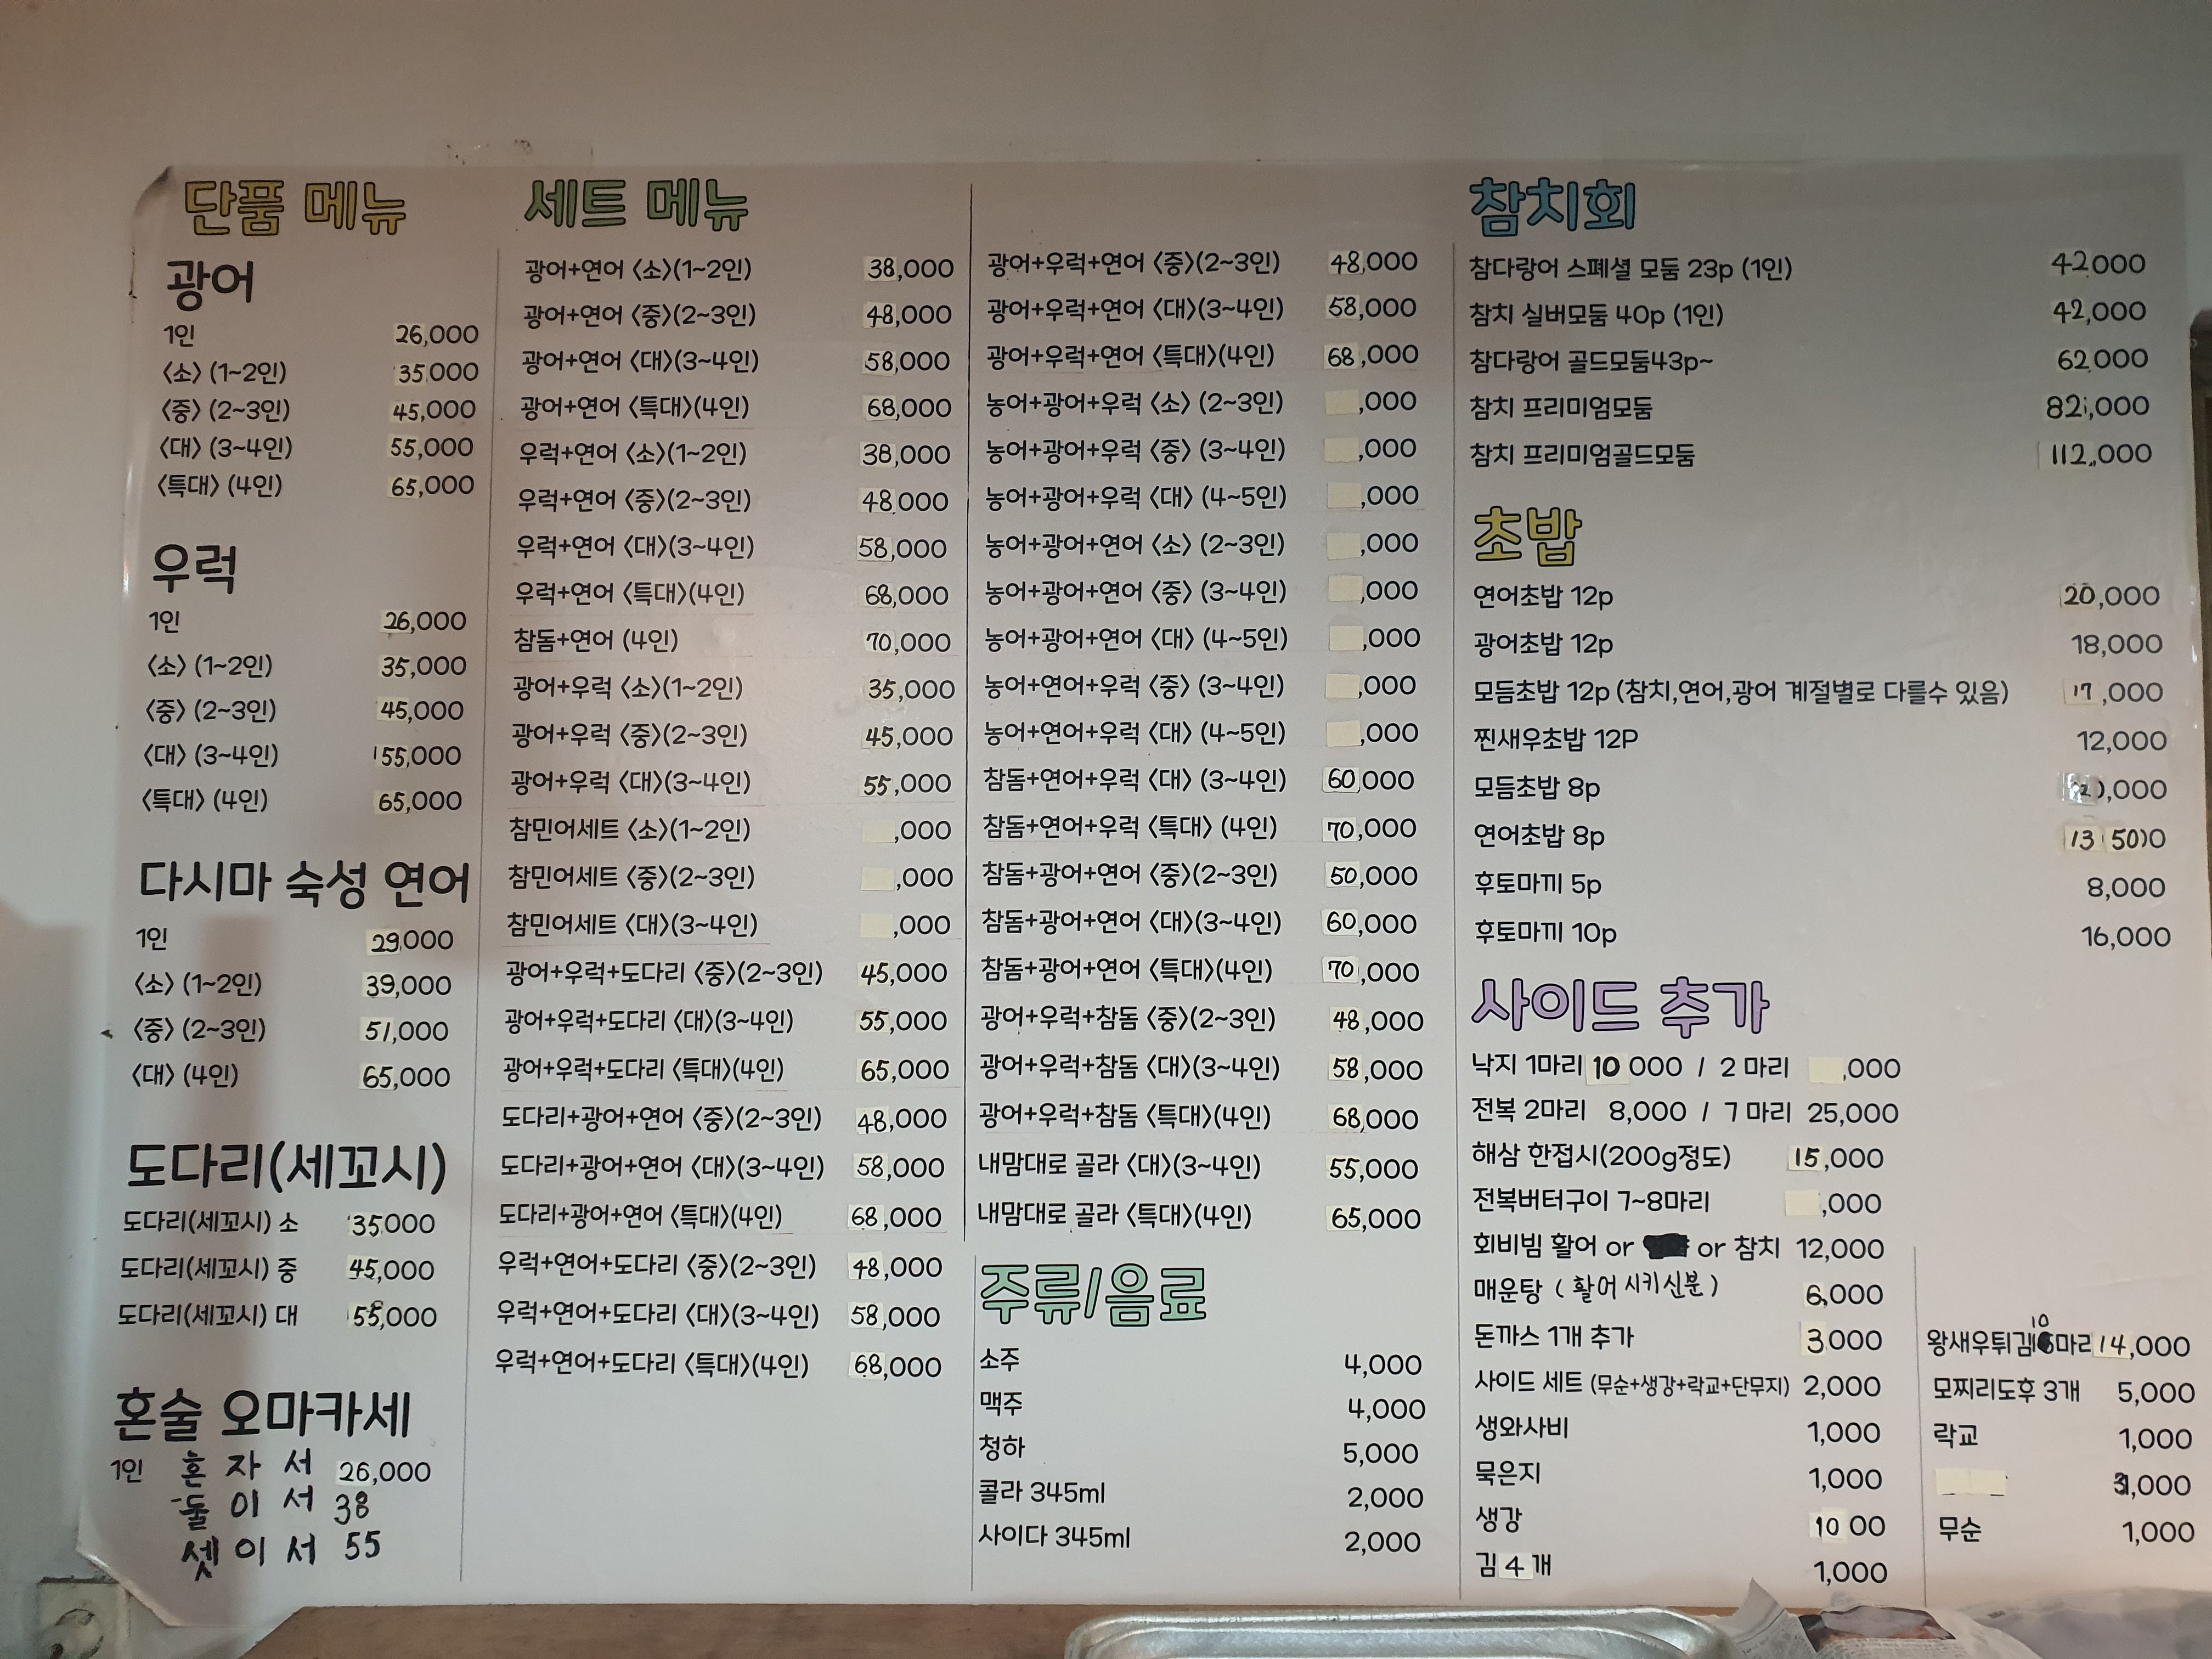 단품 메뉴
광어
1인 26,000
〈소〉 (1~2인) 35,000
〈중〉 (2~3인) 45,000
〈대〉 (3~4인) 55,000
〈특대〉 (4인) 65,000
우럭
1인 26,000
〈소〉 (1~2인) 35,000
〈중〉 (2~3인) 45,000
〈대〉 (3~4인) 55,000
〈특대〉 (4인) 65,000
다시마 숙성 연어
1인 29,000
〈소〉 (1~2인) 39,000
〈중〉 (2~3인) 51,000
〈대〉 (4인) 65,000
도다리(세꼬시)
도다리(세꼬시) 소 35,000
도다리(세꼬시) 중 45,000
도다리(세꼬시) 대 55,000
혼술 오마카세
1인 혼자서 26,000
둘이서 38
셋이서 55
세트 메뉴
광어+연어 〈소〉(1~2인) 38,000
광어+연어 〈중〉(2~3인) 48,000
광어+연어 〈대〉(3~4인) 58,000
광어+연어 〈특대〉(4인) 68,000
우럭+연어 〈소〉(1~2인) 38,000
우럭+연어 〈중〉(2~3인) 48,000
우럭+연어 〈대〉(3~4인) 58,000
우럭+연어 〈특대〉(4인) 68,000
참돔+연어 (4인) 70,000
광어+우럭 〈소〉(1~2인) 35,000
광어+우럭 〈중〉(2~3인) 45,000
광어+우럭 〈대〉(3~4인) 55,000
참민어세트 〈소〉(1~2인) ,000
참민어세트 〈중〉(2~3인) ,000
참민어세트 〈대〉(3~4인) ,000
광어+우럭+도다리 〈중〉(2~3인) 45,000
광어+우럭+도다리 〈대〉(3~4인) 55,000
광어+우럭+도다리 〈특대〉(4인) 65,000
도다리+광어+연어 〈중〉(2~3인) 48,000
도다리+광어+연어 〈대〉(3~4인) 58,000
도다리+광어+연어 〈특대〉(4인) 68,000
우럭+연어+도다리 〈중〉(2~3인) 48,000
우럭+연어+도다리 〈대〉(3~4인) 58,000
우럭+연어+도다리 〈특대〉(4인) 68,000
광어+우럭+연어 〈중〉(2~3인) 48,000
광어+우럭+연어 〈대〉(3~4인) 58,000
광어+우럭+연어 〈특대〉(4인) 68,000
농어+광어+우럭 〈소〉 (2~3인) ,000
농어+광어+우럭 〈중〉 (3~4인) ,000
농어+광어+우럭 〈대〉 (4~5인) ,000
농어+광어+연어 〈소〉 (2~3인) ,000
농어+광어+연어 〈중〉 (3~4인) ,000
농어+광어+연어 〈대〉 (4~5인) ,000
농어+연어+우럭 〈중〉 (3~4인) ,000
농어+연어+우럭 〈대〉 (4~5인) ,000
참돔+연어+우럭 〈대〉 (3~4인) 60,000
참돔+연어+우럭 〈특대〉 (4인) 70,000
참돔+광어+연어 〈중〉(2~3인) 50,000
참돔+광어+연어 〈대〉(3~4인) 60,000
참돔+광어+연어 〈특대〉(4인) 70,000
광어+우럭+참돔 〈중〉(2~3인) 48,000
광어+우럭+참돔 〈대〉(3~4인) 58,000
광어+우럭+참돔 〈특대〉(4인) 68,000
내맘대로 골라 〈대〉(3~4인) 55,000
내맘대로 골라 〈특대〉(4인) 65,000
주류/음료
소주 4,000
맥주 4,000
청하 5,000
콜라 345ml 2,000
사이다 345ml 2,000
참치회
참다랑어 스페셜 모둠 23p (1인) 42000
참치 실버모둠 40p (1인) 42,000
참다랑어 골드모둠43p~ 62000
참치 프리미엄모둠 82,000
참치 프리미엄골드모둠 112,000
초밥
연어초밥 12p 20,000
광어초밥 12p 18,000
모듬초밥 12p (참치,연어,광어 계절별로 다를수 있음) 17,000
찐새우초밥 12P 12,000
모듬초밥 8p ,000
연어초밥 8p 13 500
후토마끼 5p 8,000
후토마끼 10p 16,000
사이드 추가
낙지 1마리 10 000 / 2 마리 ,000
전복 2마리 8,000 / 7 마리 25,000
해삼 한접시(200g정도) 15,000
전복버터구이 7~8마리 ,000
회비빔 활어 or or 참치 12,000
매운탕 ( 활어 시키신분 ) 6,000
돈까스 1개 추가 3,000
사이드 세트 (무순+생강+락교+단무지) 2,000
생와사비 1,000
묵은지 1,000
생강 10 00
김 4 개 1,000
왕새우튀김 10마리 14,000
모찌리도후 3개 5,000
락교 1,000
,000
무순 1,000